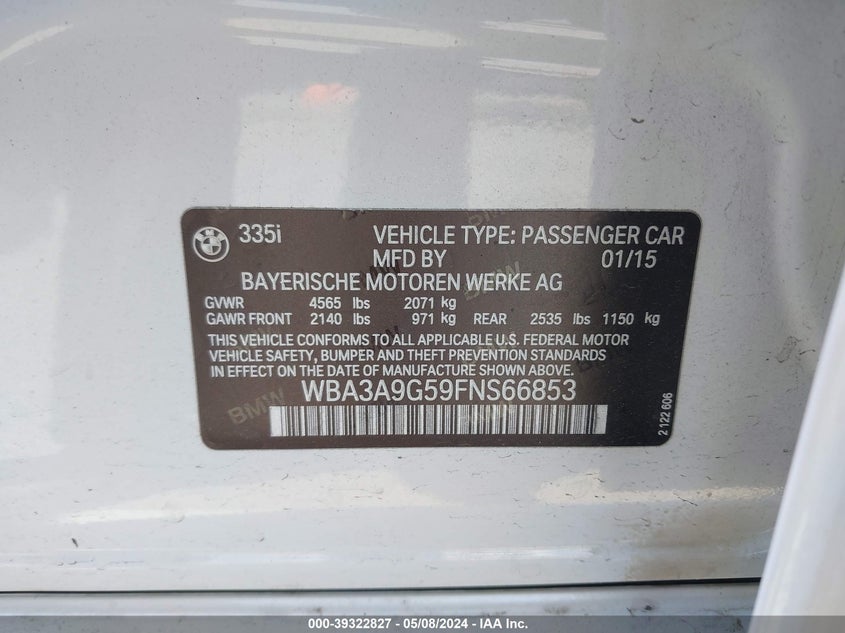 335i VEHICLE TYPE: PASSENGER CAR
MFD BY 01/15
BAYERISCHE MOTOREN WERKE AG
GVWR 4565 lbs 2071 kg
GAWR FRONT 2140 lbs 971 kg REAR 2535 lbs 1150 kg
THIS VEHICLE CONFORMS TO ALL APPLICABLE U.S. FEDERAL MOTOR
VEHICLE SAFETY, BUMPER AND THEFT PREVENTION STANDARDS
IN EFFECT ON THE DATE OF MANUFACTURE SHOWN ABOVE.
WBA3A9G59FNS66853
2 122 606
BMW
000-39322827 - 05/08/2024 - IAA Inc.